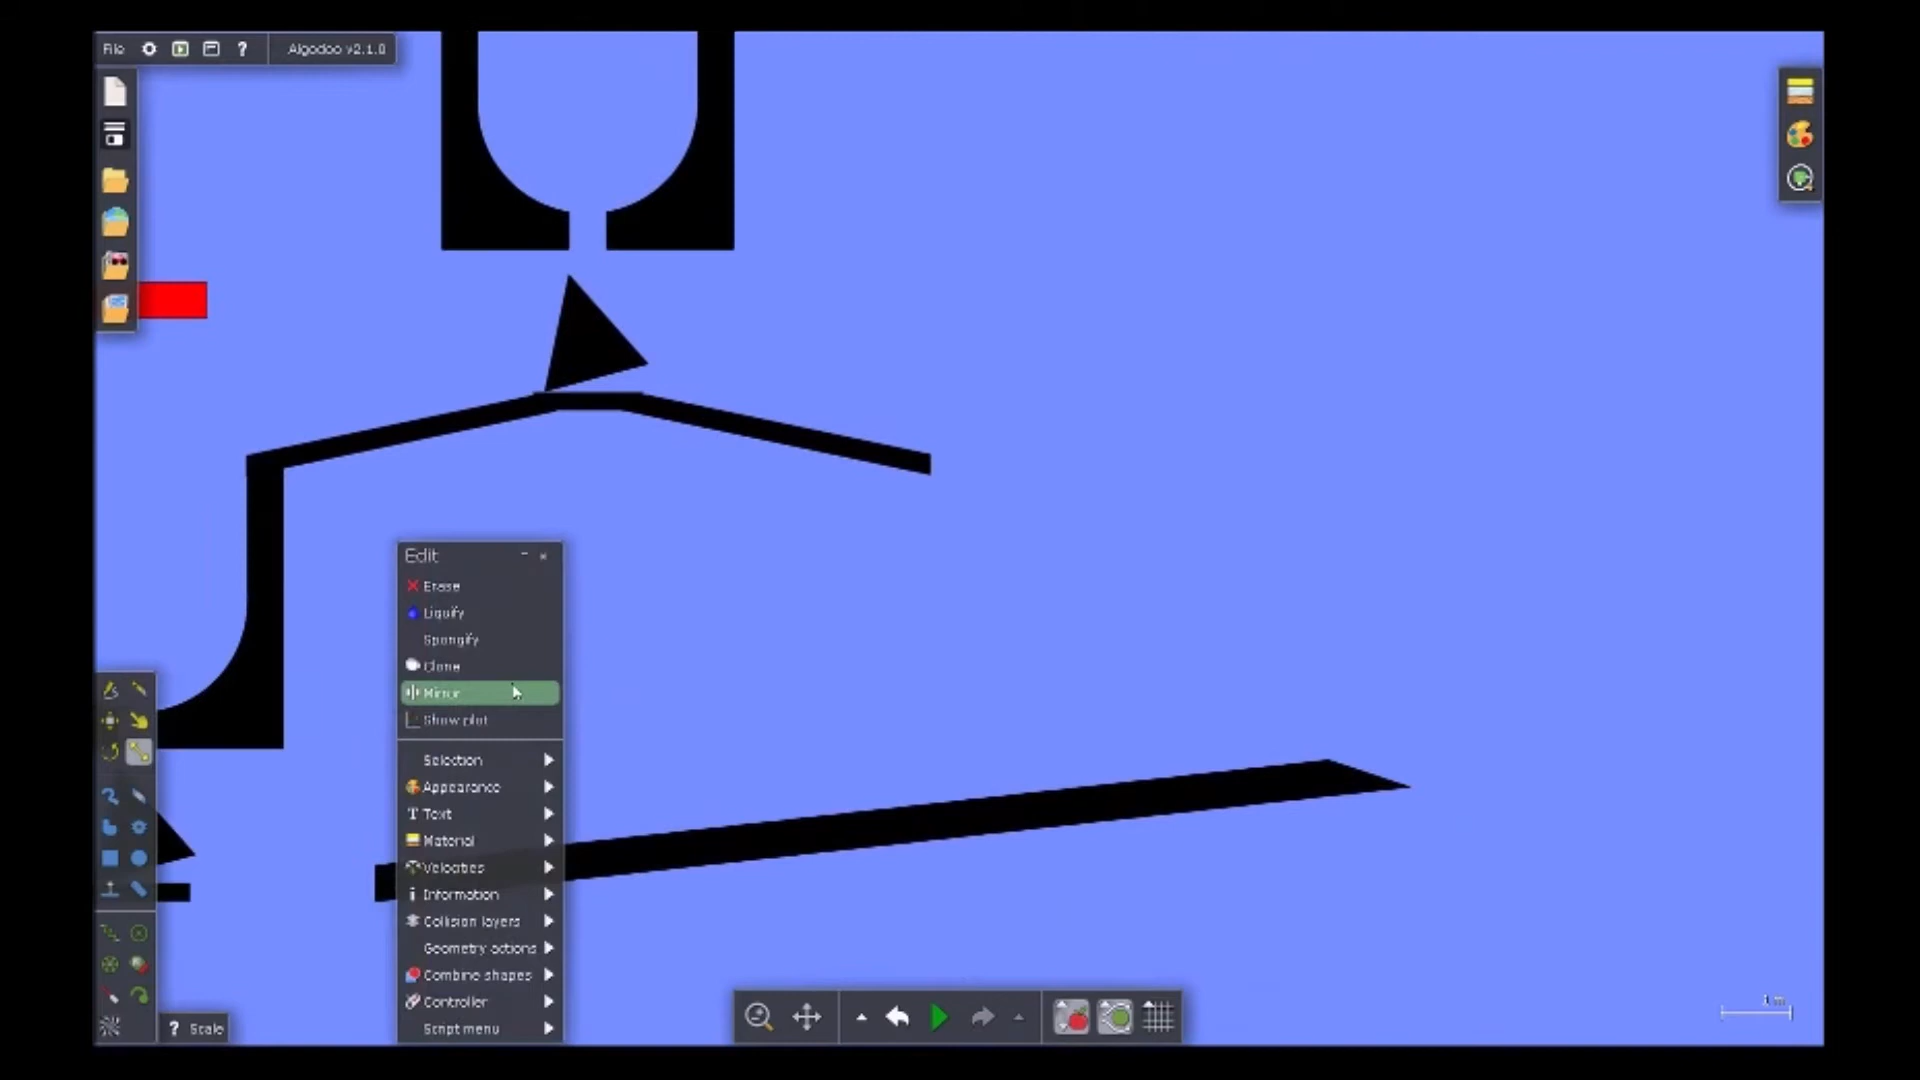 File ? Algodoo v2.1.0
Edit
Erase
Liquify
Spongify
Clone
Mirror
Show plot
Selection
Appearance
Text
Material
Velocities
Information
Collision layers
Geometry actions
Combine shapes
Controller
Script menu
? Scale
1 m